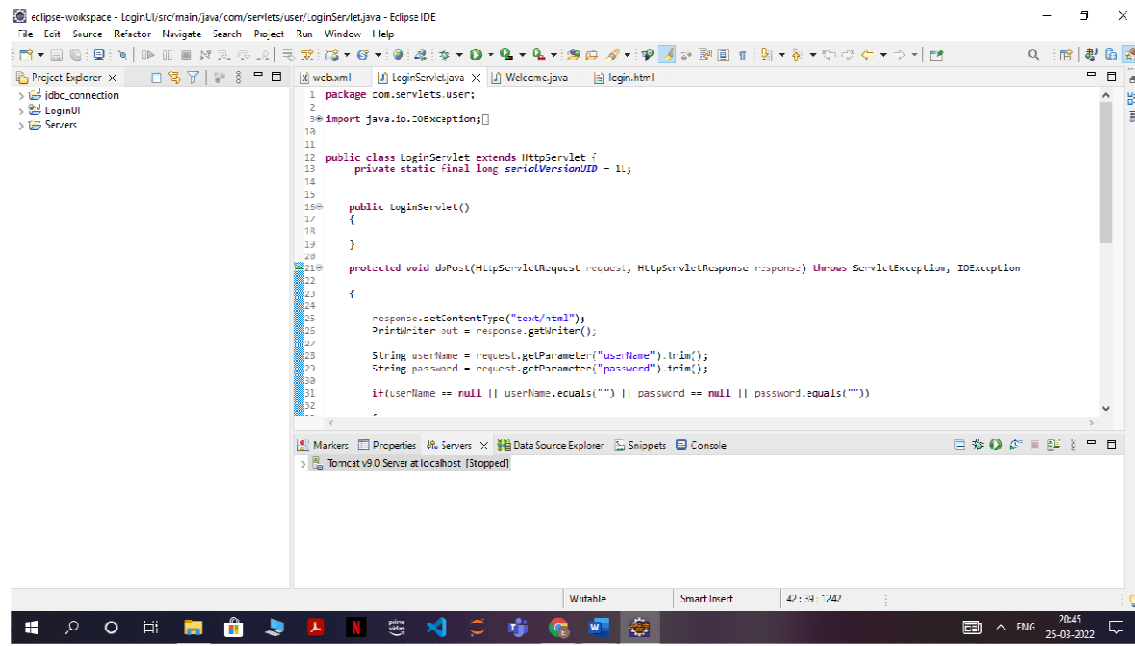 eclipse-workspace - LoginUI/src/main/java/com/servlets/user/LoginServlet.java - Eclipse IDE
File Edit Source Refactor Navigate Search Project Run Window Help
Project Explorer
web.xml LoginServlet.java Welcome.java login.html
jdbc_connection
LoginUI
Servers
1 package com.servlets.user;
2
3 import java.io.IOException;
10
11
12 public class LoginServlet extends HttpServlet {
13 private static final long serialVersionUID = 1L;
14
15
16 public LoginServlet()
17 {
18
19 }
20
21 protected void doPost(HttpServletRequest request, HttpServletResponse response) throws ServletException, IOException
22
23 {
24
25 response.setContentType("text/html");
26 PrintWriter out = response.getWriter();
27
28 String userName = request.getParameter("userName").trim();
29 String password = request.getParameter("password").trim();
30
31 if(userName == null || userName.equals("") || password == null || password.equals(""))
32
Markers Properties Servers Data Source Explorer Snippets Console
Tomcat v9.0 Server at localhost [Stopped]
Writable Smart Insert 42 : 39 : 1242
prime video
ENG
20:45
25-03-2022